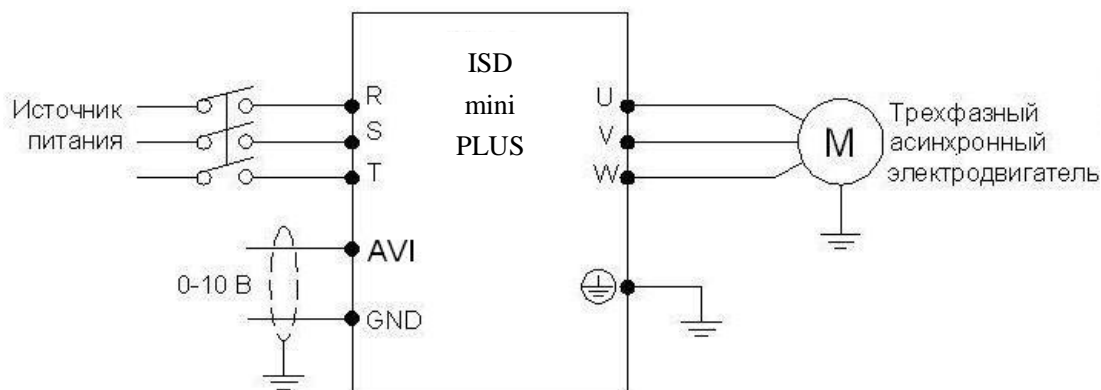 ISD
mini
PLUS
Источник
питания
R
S
T
AVI
0-10 В
GND
U
V
W
M
Трехфазный
асинхронный
электродвигатель